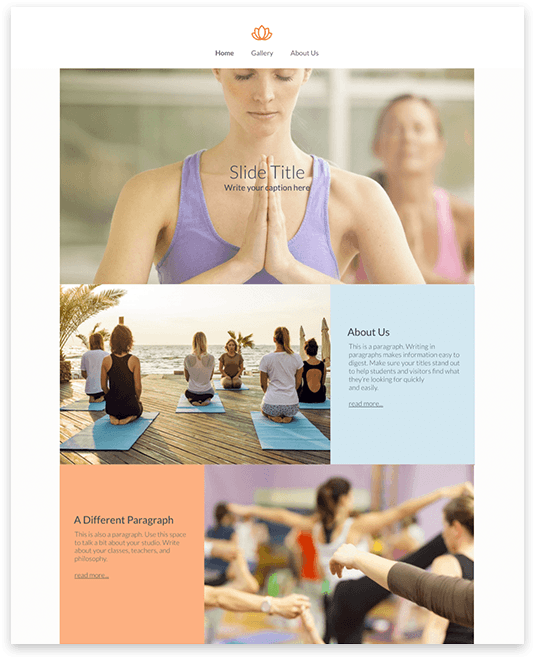 Home Gallery About Us
Slide Title
Write your caption here
About Us
This is a paragraph. Writing in
paragraphs makes information easy to
digest. Make sure your titles stand out
to help students and visitors find what
they're looking for quickly
and easily.
read more...
A Different Paragraph
This is also a paragraph. Use this space
to talk a bit about your studio. Write
about your classes, teachers, and
philosophy.
read more...